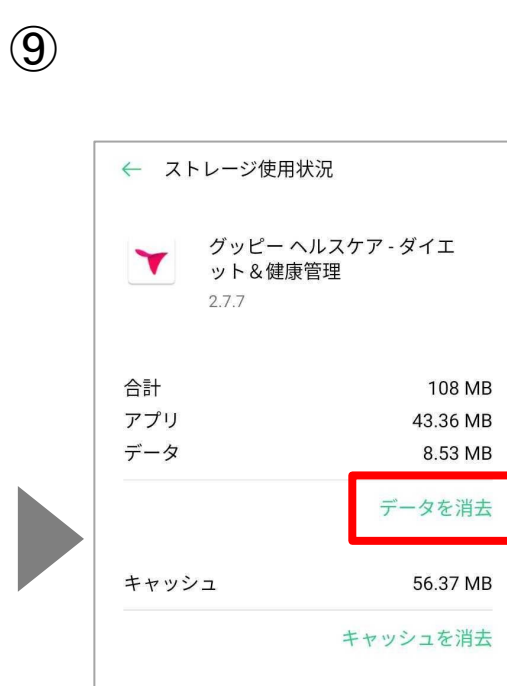 ⑨
← ストレージ使用状況
グッピー ヘルスケア - ダイエ
ット＆健康管理
2.7.7
合計 108 MB
アプリ 43.36 MB
データ 8.53 MB
データを消去
キャッシュ 56.37 MB
キャッシュを消去